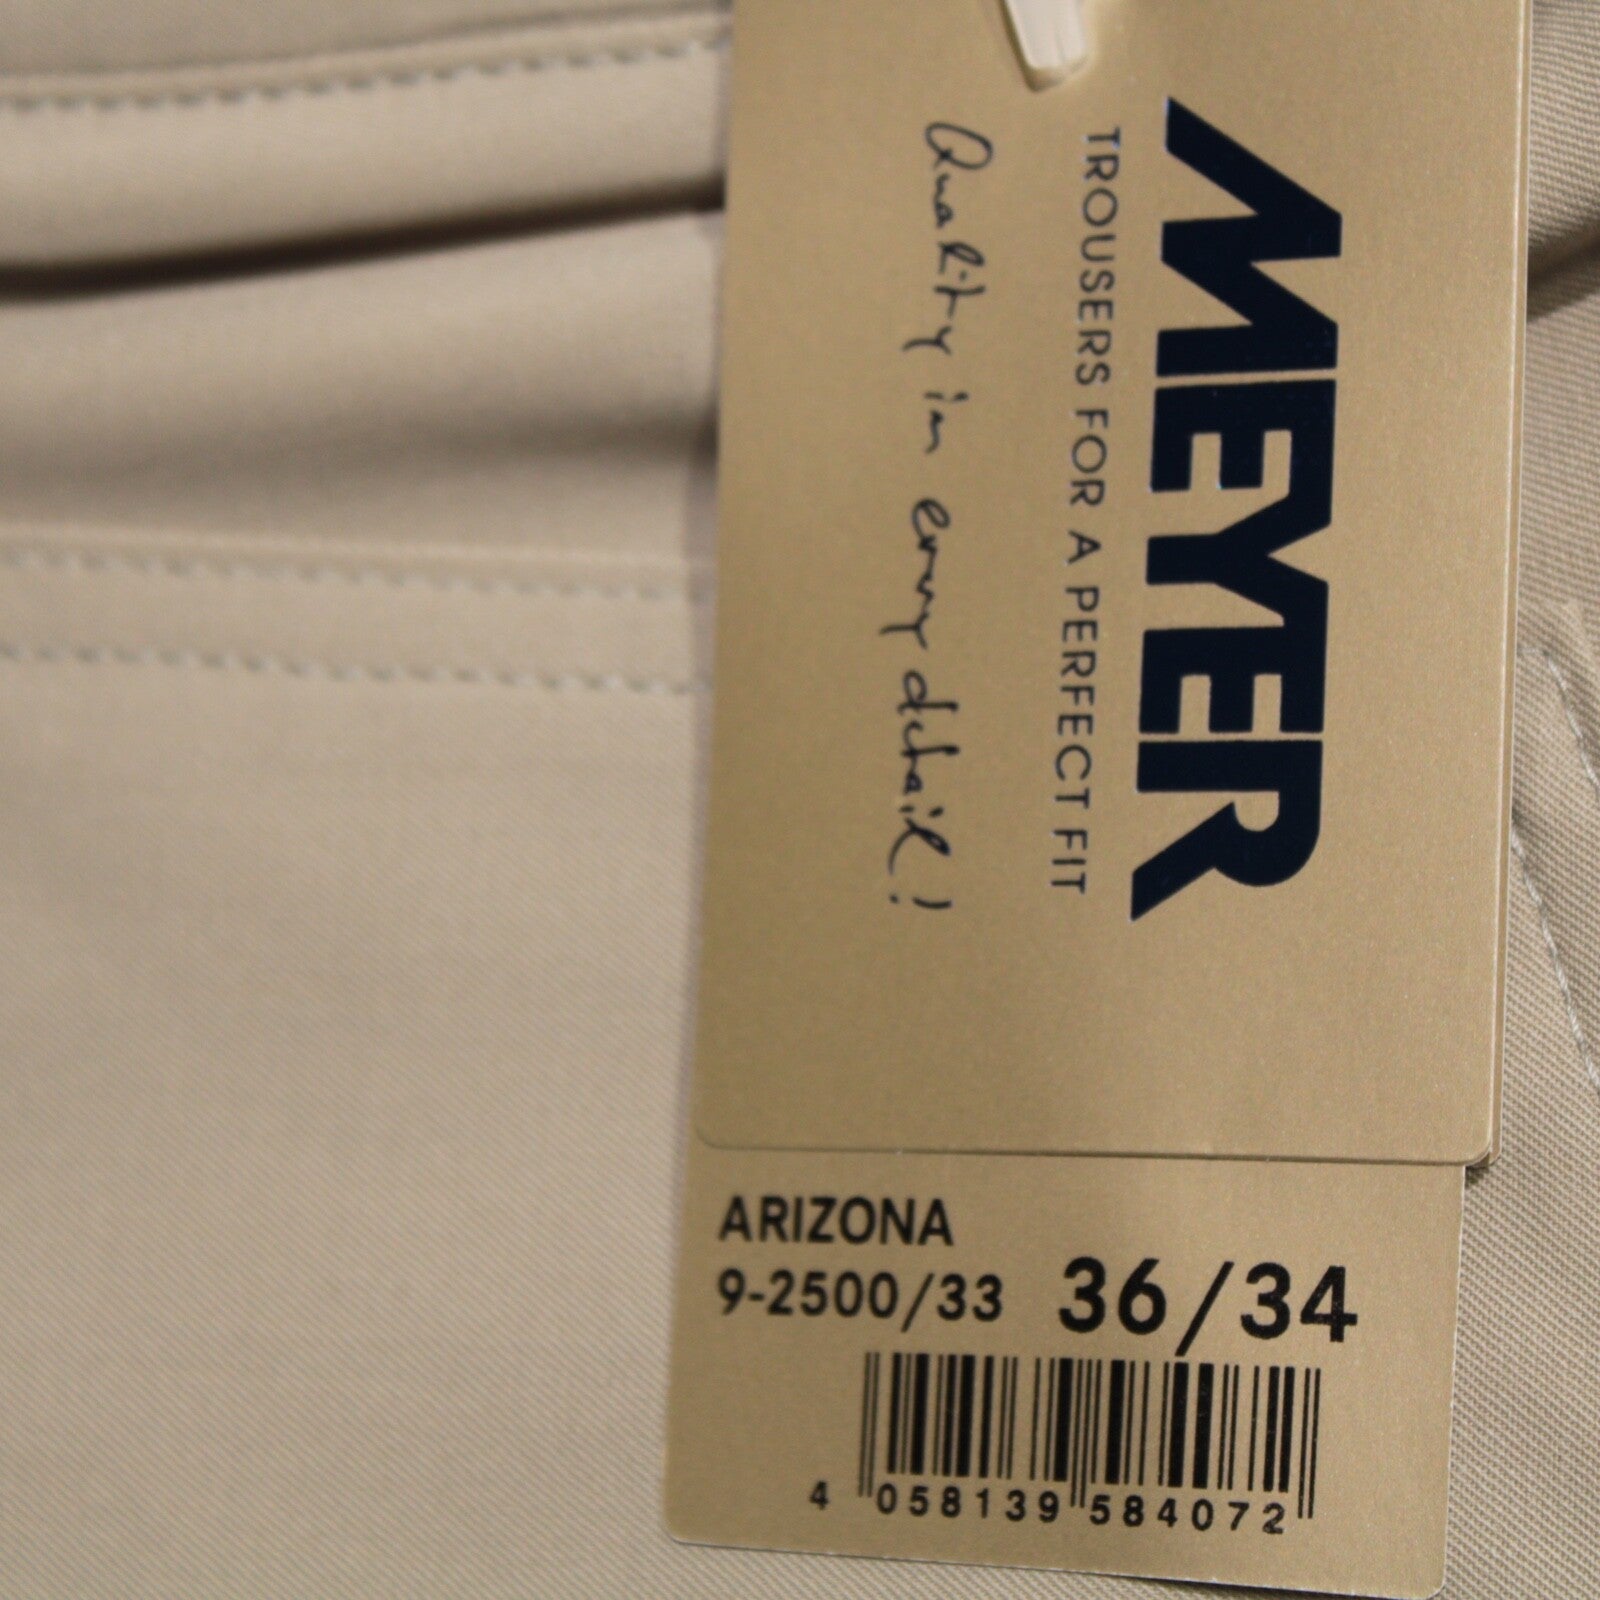 MEYER
TROUSERS FOR A PERFECT FIT
Quality in every detail!
ARIZONA
9-2500/33 36/34
4 058139 584072